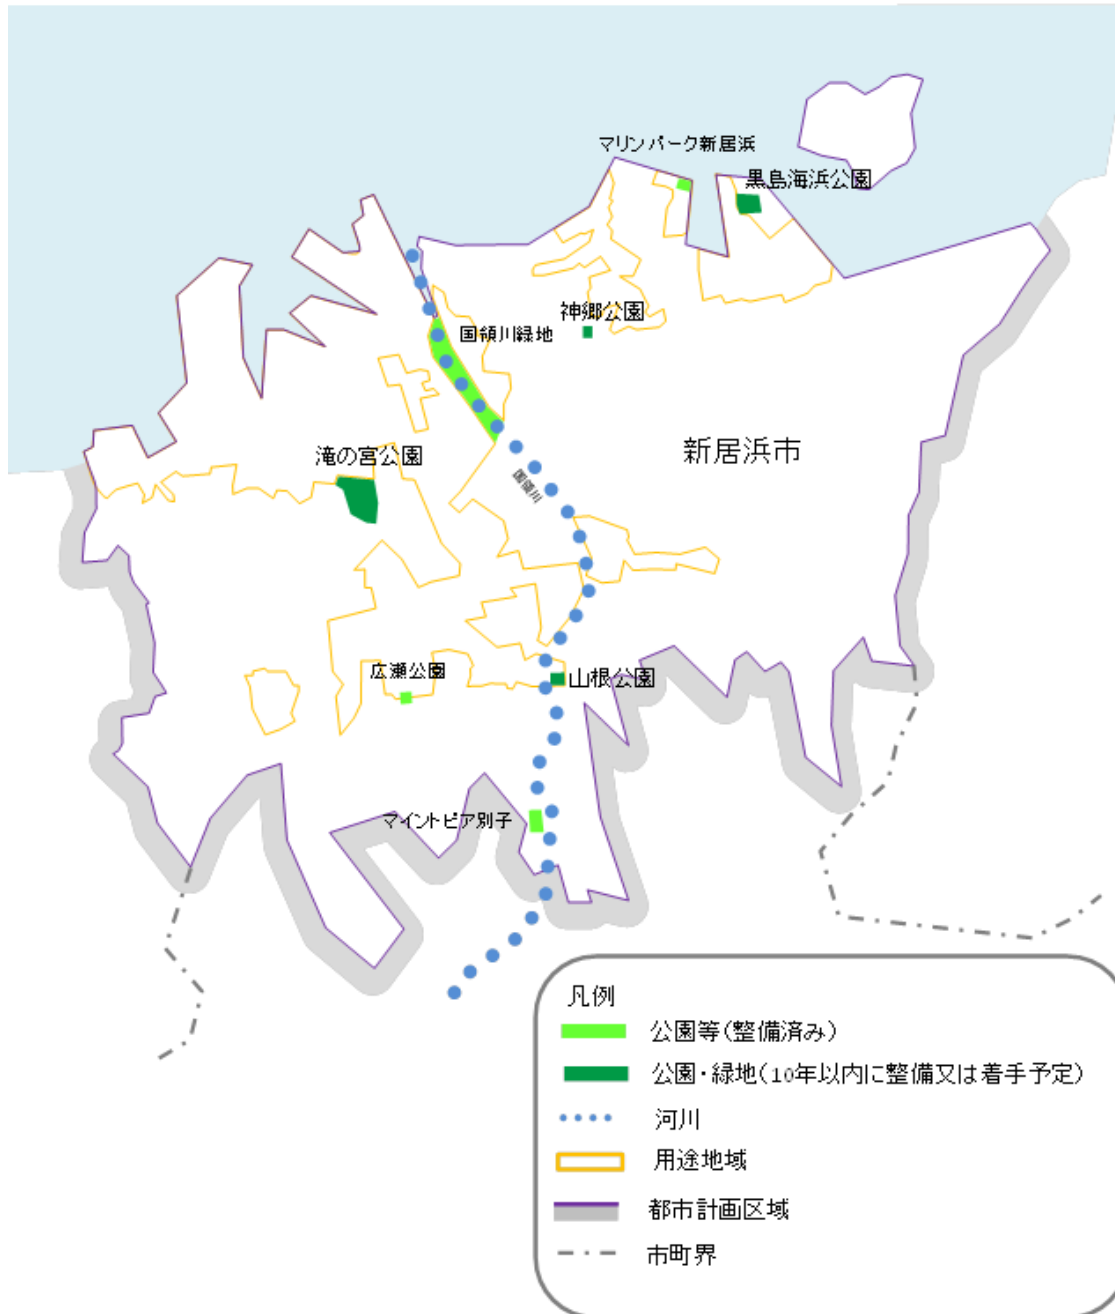 マリンパーク新居浜
黒島海浜公園
神郷公園
国領川緑地
新居浜市
滝の宮公園
国領川
広瀬公園
山根公園
マイントピア別子
凡例
公園等(整備済み)
公園・緑地(10年以内に整備又は着手予定)
河川
用途地域
都市計画区域
市町界